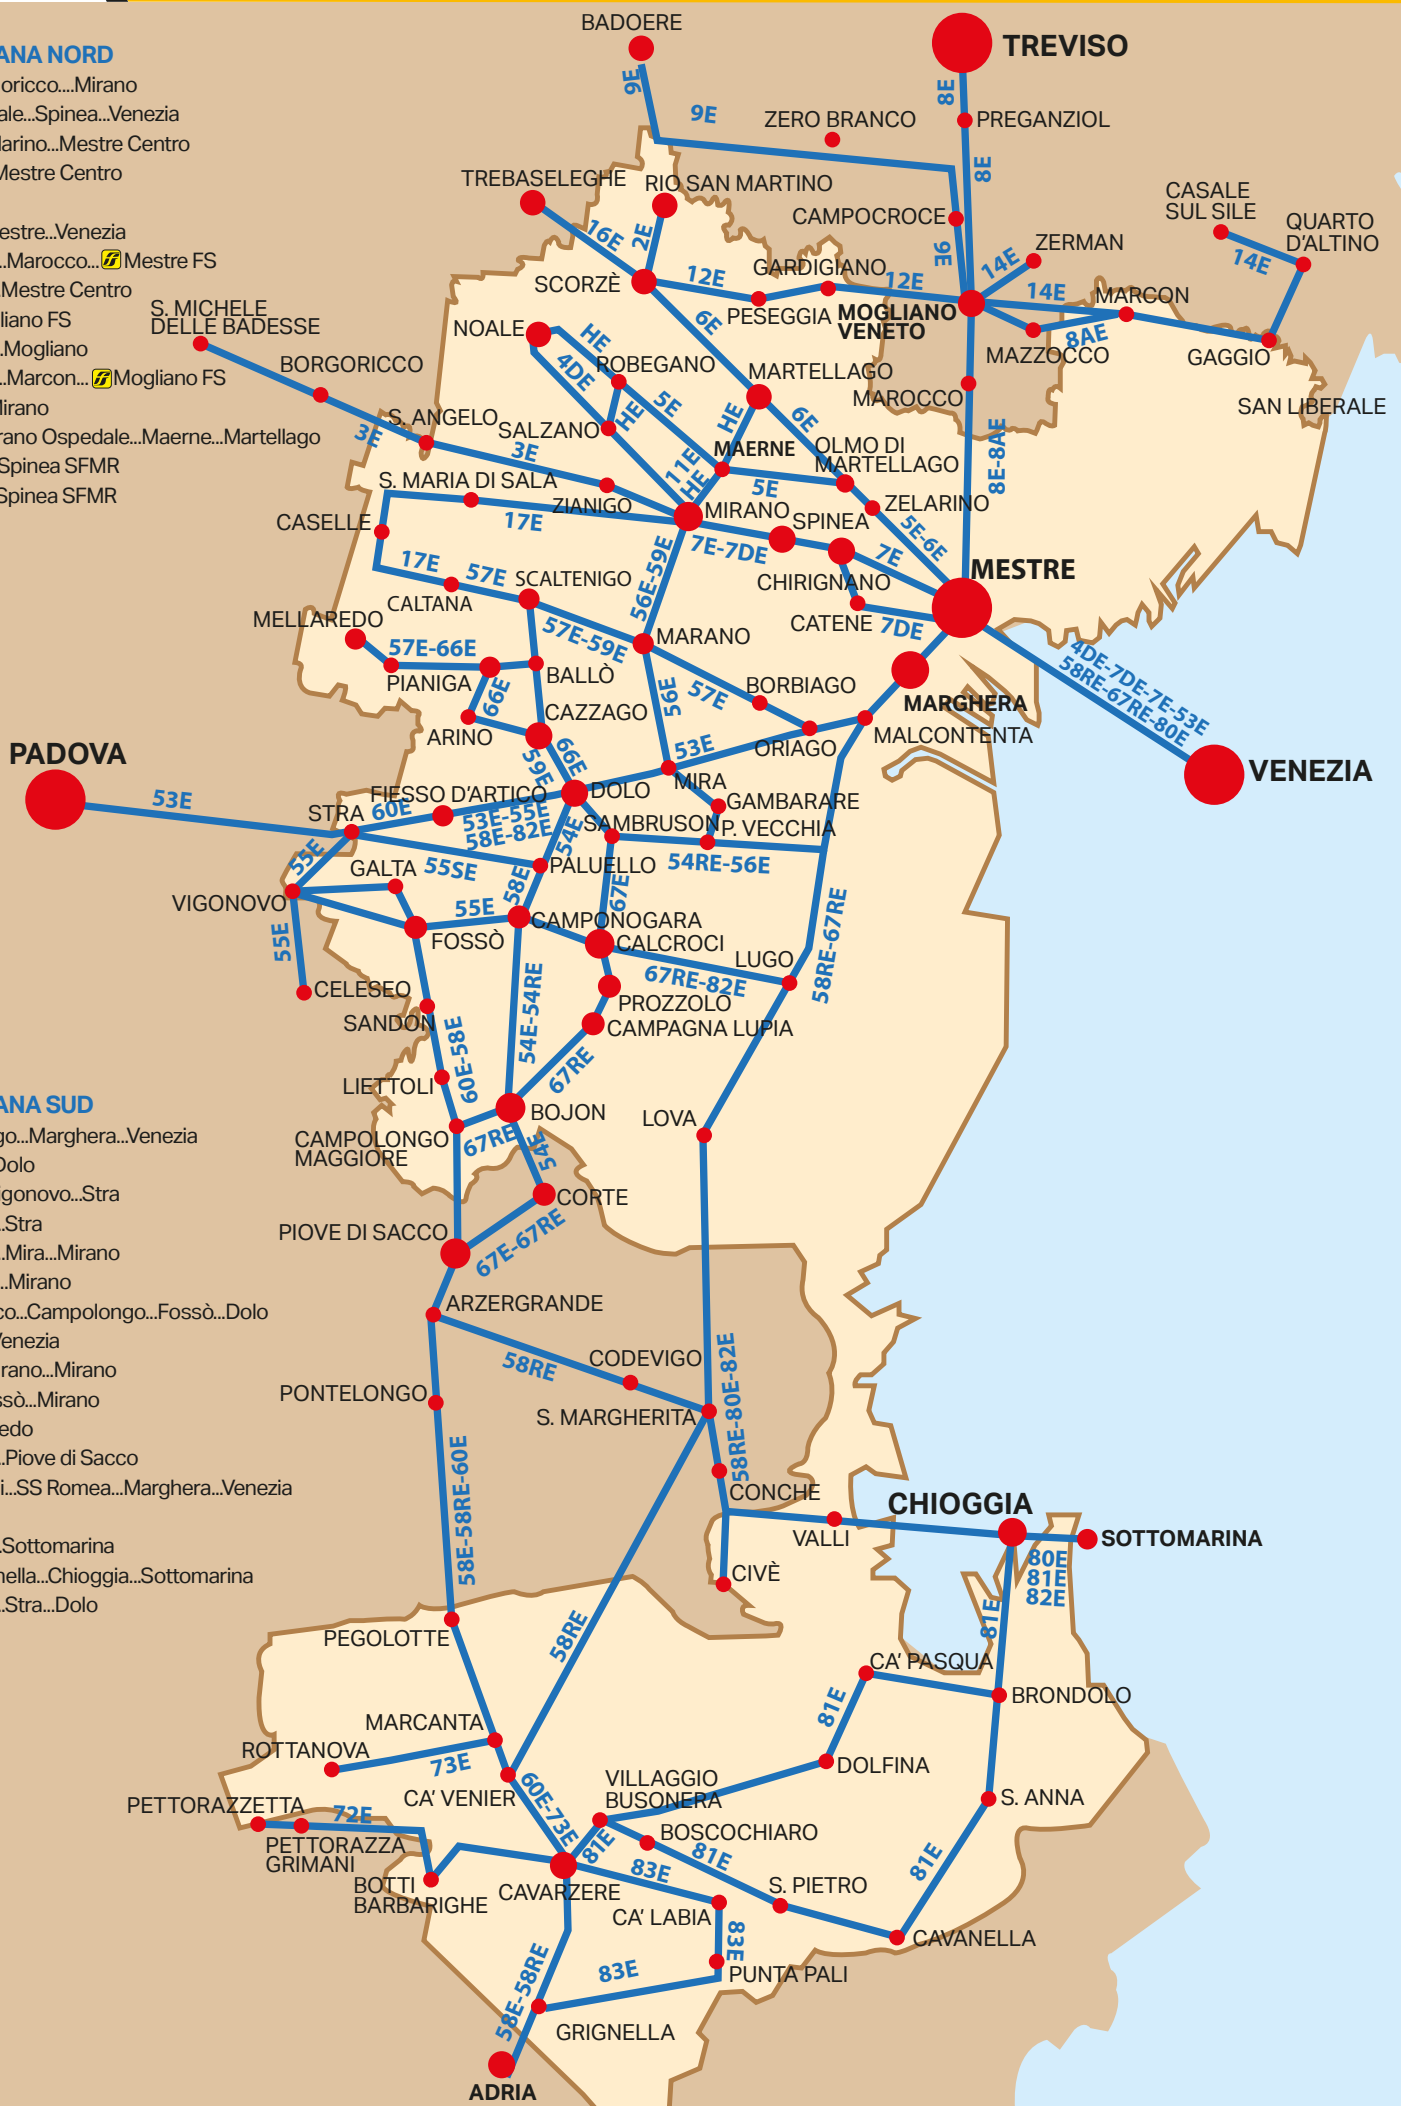 ANA NORD
oricco....Mirano
ale...Spinea...Venezia
larino...Mestre Centro
Mestre Centro
estre...Venezia
...Marocco... Mestre FS
.Mestre Centro
liano FS
..Mogliano
...Marcon... Mogliano FS
lirano
rano Ospedale...Maerne...Martellago
Spinea SFMR
Spinea SFMR
BADOERE
TREVISO
9E
8E
9E
ZERO BRANCO
PREGANZIOL
8E
TREBASELEGHE
RIO SAN MARTINO
CASALE
SUL SILE
CAMPOCROCE
QUARTO
D'ALTINO
16E
2E
9E
ZERMAN
14E
14E
SCORZÈ
12E
GARDIGIANO
12E
14E
MARCON
PESEGGIA
MOGLIANO
VENETO
S. MICHELE
DELLE BADESSE
NOALE
HE
6E
8AE
MAZZOCCO
GAGGIO
BORGORICCO
4DE
ROBEGANO
MARTELLAGO
MAROCCO
SAN LIBERALE
5E
S. ANGELO
SALZANO
HE
HE
6E
3E
3E
11E
HE
MAERNE
OLMO DI
MARTELLAGO
8E-8AE
S. MARIA DI SALA
5E
ZIANIGO
ZELARINO
CASELLE
17E
MIRANO
SPINEA
5E-6E
7E-7DE
7E
17E
57E
SCALTENIGO
56E-59E
CHIRIGNANO
MESTRE
CALTANA
MELLAREDO
CATENE
7DE
57E-66E
57E-59E
MARANO
4DE-7DE-7E-53E
58RE-67RE-80E
PIANIGA
BALLÒ
66E
56E
57E
BORBIAGO
MARGHERA
ARINO
CAZZAGO
ORIAGO
MALCONTENTA
PADOVA
59E
66E
53E
VENEZIA
53E
FIESSO D'ARTICO
DOLO
MIRA
STRA
60E
53E-55E
58E-82E
GAMBARARE
54E
SAMBRUSON
P. VECCHIA
55E
GALTA
55SE
PALUELLO
54RE-56E
VIGONOVO
58E
67E
55E
CAMPONOGARA
55E
FOSSÒ
CALCROCI
LUGO
58RE-67RE
67RE-82E
CELESEO
PROZZOLO
SANDON
54E-54RE
CAMPAGNA LUPIA
60E-58E
LIETTOLI
67RE
BOJON
LOVA
CAMPOLONGO
MAGGIORE
67RE
54E
CORTE
PIOVE DI SACCO
67E-67RE
ANA SUD
go...Marghera...Venezia
Dolo
igonovo...Stra
...Stra
...Mira...Mirano
...Mirano
co...Campolongo...Fossò...Dolo
Venezia
rano...Mirano
ssò...Mirano
edo
...Piove di Sacco
i...SS Romea...Marghera...Venezia
.Sottomarina
nella...Chioggia...Sottomarina
...Stra...Dolo
ARZERGRANDE
58RE
CODEVIGO
PONTELONGO
S. MARGHERITA
58RE-80E-82E
58E-58RE-60E
CONCHE
CHIOGGIA
VALLI
SOTTOMARINA
80E
81E
82E
CIVÈ
81E
PEGOLOTTE
58RE
CA' PASQUA
BRONDOLO
81E
MARCANTA
ROTTANOVA
73E
DOLFINA
CA' VENIER
60E-73E
VILLAGGIO
BUSONERA
S. ANNA
PETTORAZZETTA
72E
PETTORAZZA
GRIMANI
81E
BOSCOCHIARO
81E
81E
BOTTI
BARBARIGHE
CAVARZERE
83E
S. PIETRO
CA' LABIA
CAVANELLA
83E
58E-58RE
83E
PUNTA PALI
GRIGNELLA
ADRIA